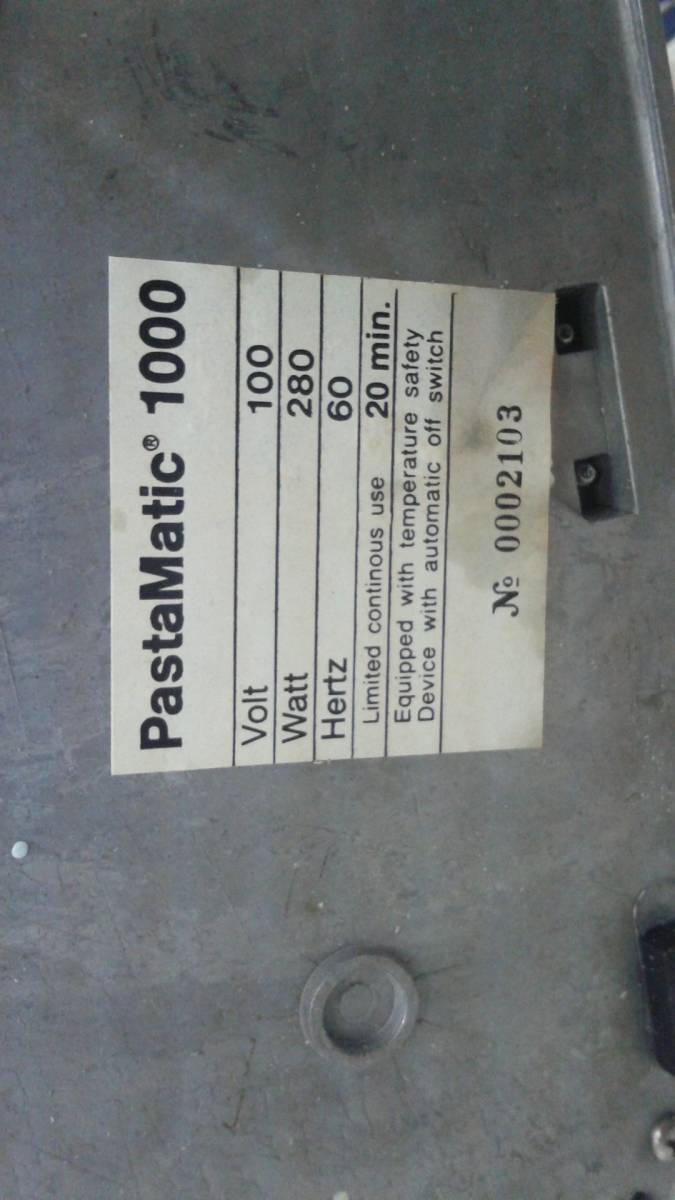 PastaMatic® 1000
Volt 100
Watt 280
Hertz 60
Limited continous use 20 min.
Equipped with temperature safety
Device with automatic off switch
№ 0002103